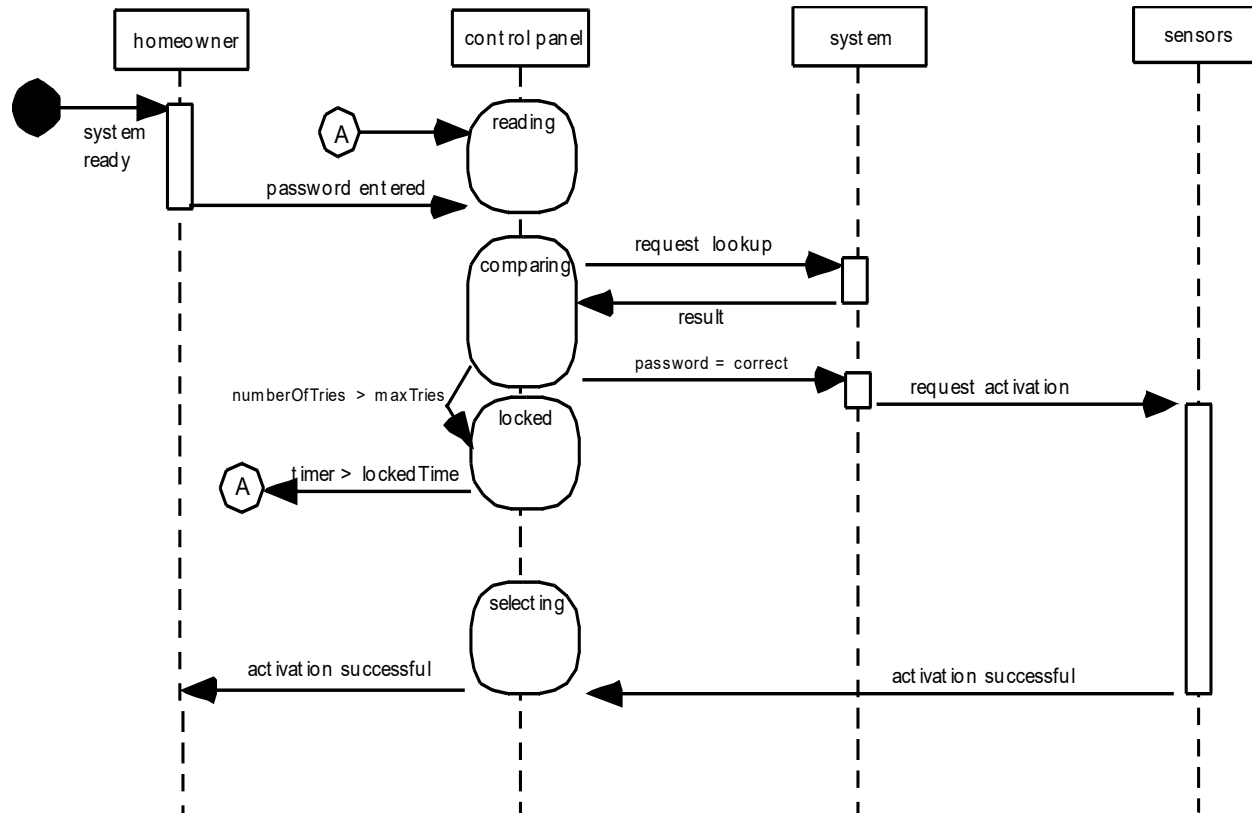 homeowner
control panel
system
sensors
system
ready
A
reading
password entered
comparing
request lookup
result
password = correct
numberOfTries > maxTries
request activation
locked
A
timer > lockedTime
selecting
activation successful
activation successful